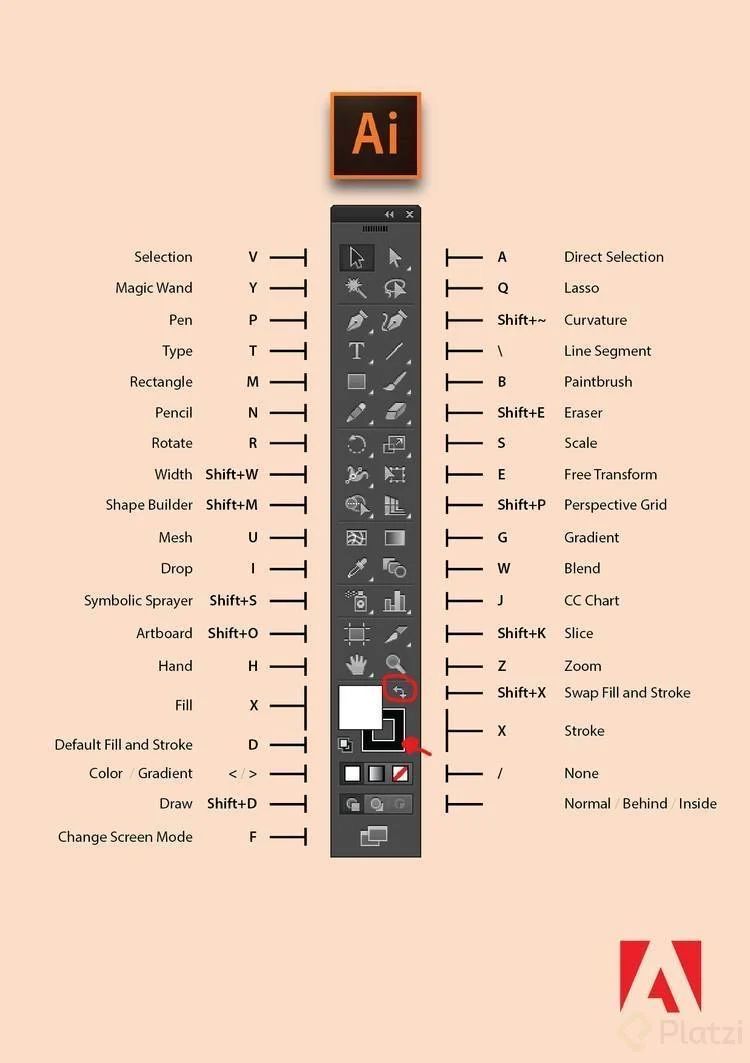 Ai
Selection V A Direct Selection
Magic Wand Y Q Lasso
Pen P Shift+~ Curvature
Type T \ Line Segment
Rectangle M B Paintbrush
Pencil N Shift+E Eraser
Rotate R S Scale
Width Shift+W E Free Transform
Shape Builder Shift+M Shift+P Perspective Grid
Mesh U G Gradient
Drop I W Blend
Symbolic Sprayer Shift+S J CC Chart
Artboard Shift+O Shift+K Slice
Hand H Z Zoom
Shift+X Swap Fill and Stroke
Fill X X Stroke
Default Fill and Stroke D
Color / Gradient < / > / None
Draw Shift+D Normal / Behind / Inside
Change Screen Mode F
Platzi